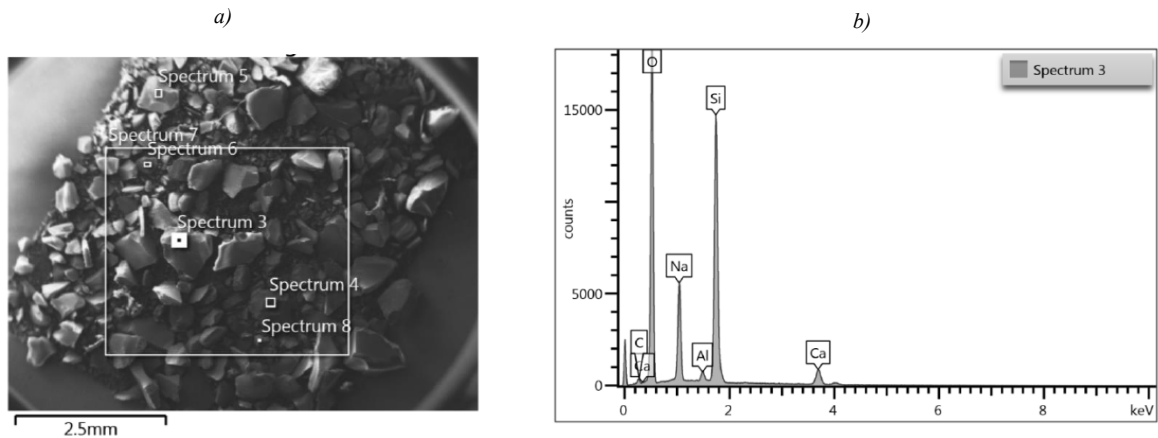 a)
Spectrum 5
Spectrum 7
Spectrum 6
Spectrum 3
Spectrum 4
Spectrum 8
2.5mm
b)
Spectrum 3
O
Si
15000
counts
Na
5000
C
Ca
Al
Ca
0
0 2 4 6 8 keV